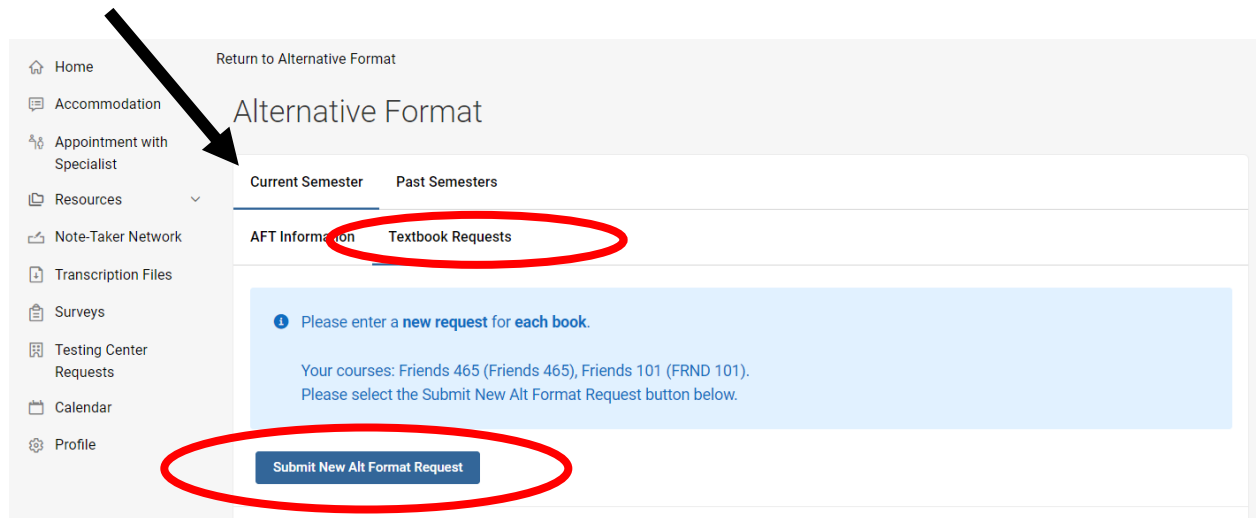 Home
Accommodation
Appointment with
Specialist
Resources
Note-Taker Network
Transcription Files
Surveys
Testing Center
Requests
Calendar
Profile
Return to Alternative Format
Alternative Format
Current Semester Past Semesters
AFT Information Textbook Requests
Please enter a new request for each book.
Your courses: Friends 465 (Friends 465), Friends 101 (FRND 101).
Please select the Submit New Alt Format Request button below.
Submit New Alt Format Request